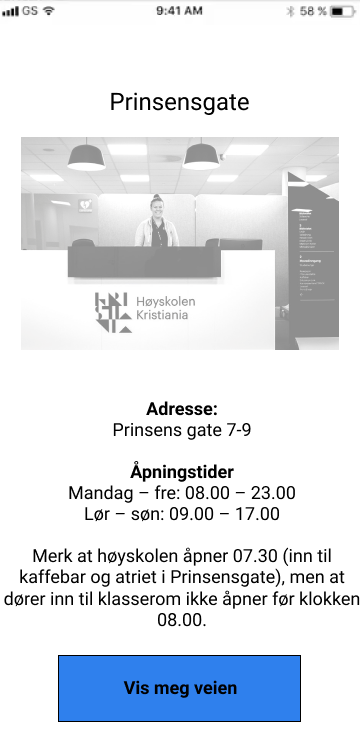 GS 9:41 AM 58 %
Prinsensgate
Høyskolen
Kristiania
Adresse:
Prinsens gate 7-9
Åpningstider
Mandag – fre: 08.00 – 23.00
Lør – søn: 09.00 – 17.00
Merk at høyskolen åpner 07.30 (inn til
kaffebar og atriet i Prinsensgate), men at
dører inn til klasserom ikke åpner før klokken
08.00.
Vis meg veien